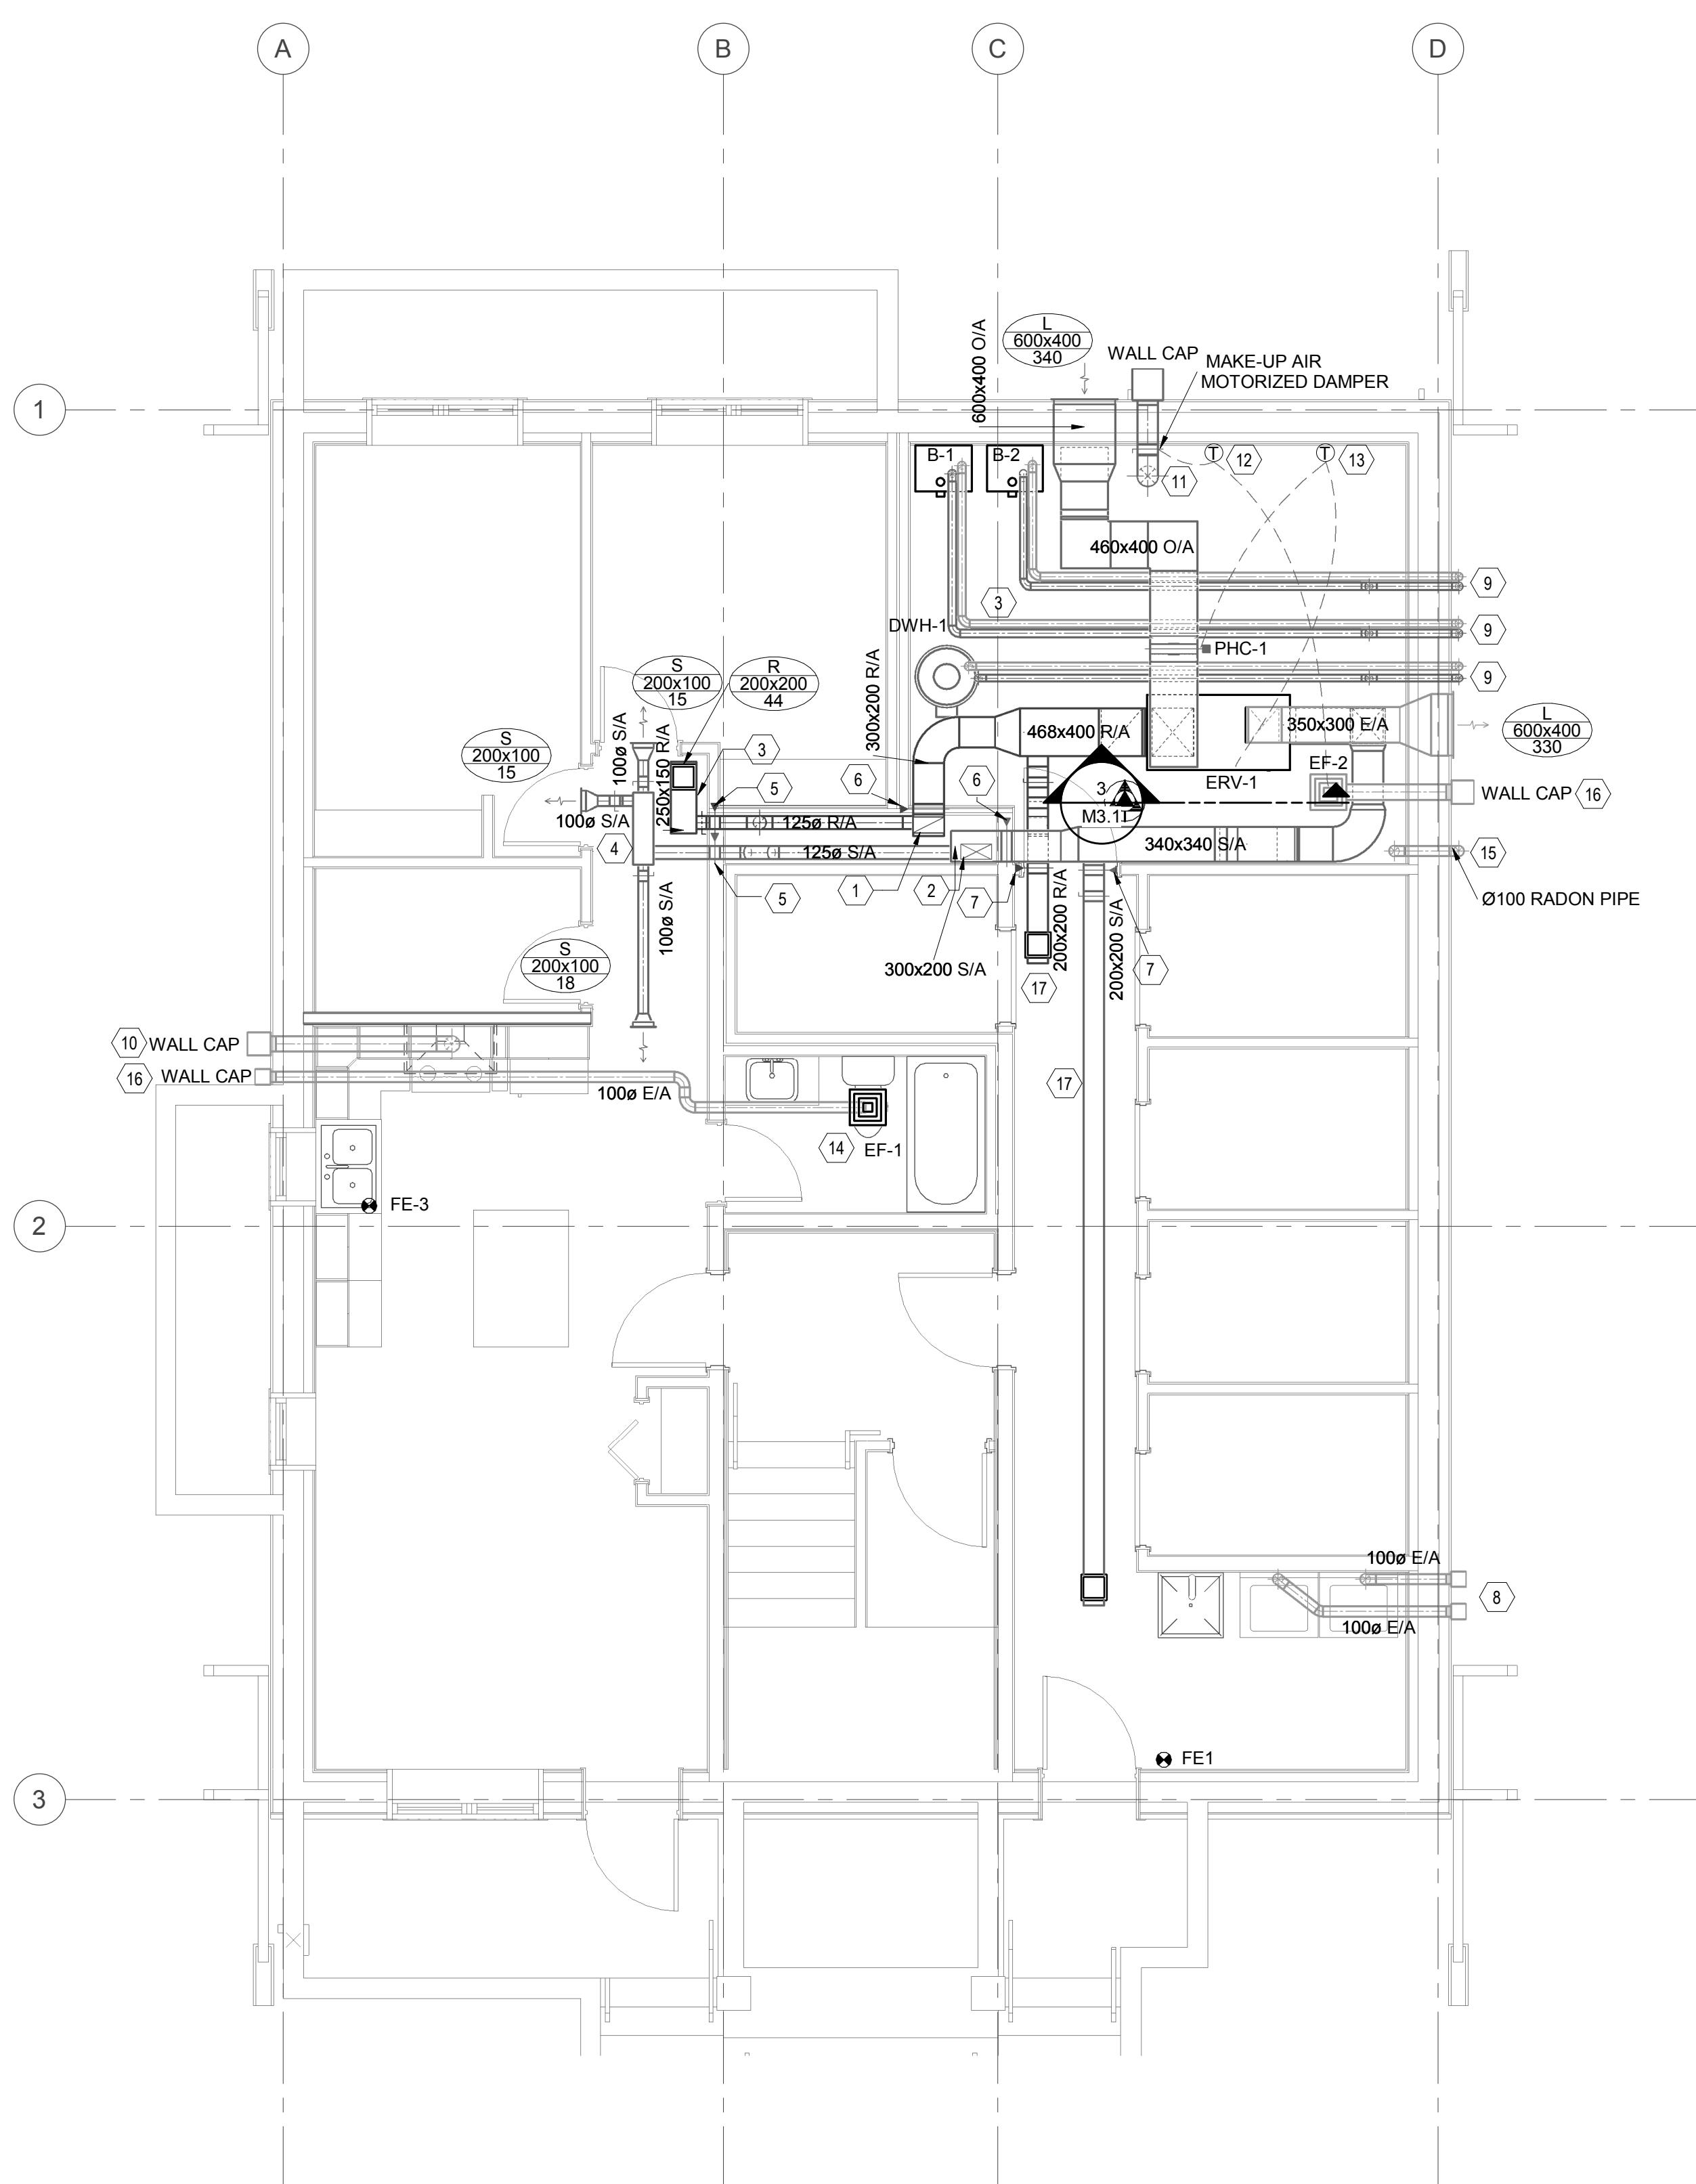 A
B
C
D
L
600x400
340
600x400 O/A
WALL CAP
MAKE-UP AIR
MOTORIZED DAMPER
1
B-1
B-2
T
12
T
13
11
460x400 O/A
9
3
DWH-1
9
PHC-1
300x200 R/A
S
200x100
15
R
200x200
44
9
100ø S/A
250x150 R/A
468x400 R/A
350x300 E/A
L
600x400
330
S
200x100
15
3
6
6
5
ERV-1
EF-2
3
M3.1
WALL CAP
16
100ø S/A
125ø R/A
4
125ø S/A
340x340 S/A
15
5
1
2
7
Ø100 RADON PIPE
100ø S/A
200x200 R/A
200x200 S/A
S
200x100
18
300x200 S/A
7
17
10
WALL CAP
16
WALL CAP
100ø E/A
17
14
EF-1
FE-3
2
100ø E/A
8
100ø E/A
FE1
3